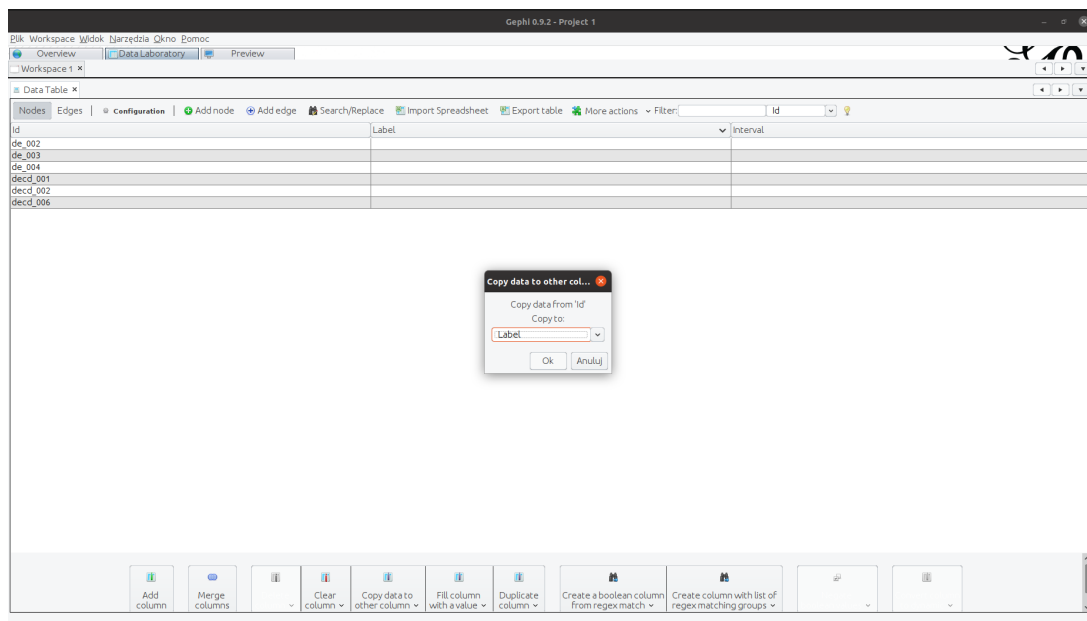 Gephi 0.9.2 - Project 1
Plik Workspace Widok Narzędzia Okno Pomoc
Overview Data Laboratory Preview
Workspace 1 ×
Data Table ×
Nodes Edges Configuration Add node Add edge Search/Replace Import Spreadsheet Export table More actions Filter: Id
Id Label Interval
de_002
de_003
de_004
decd_001
decd_002
decd_006
Copy data to other col...
Copy data from 'Id'
Copy to:
Label
Ok Anuluj
Add column
Merge columns
Clear column
Copy data to other column
Fill column with a value
Duplicate column
Create a boolean column from regex match
Create column with list of regex matching groups